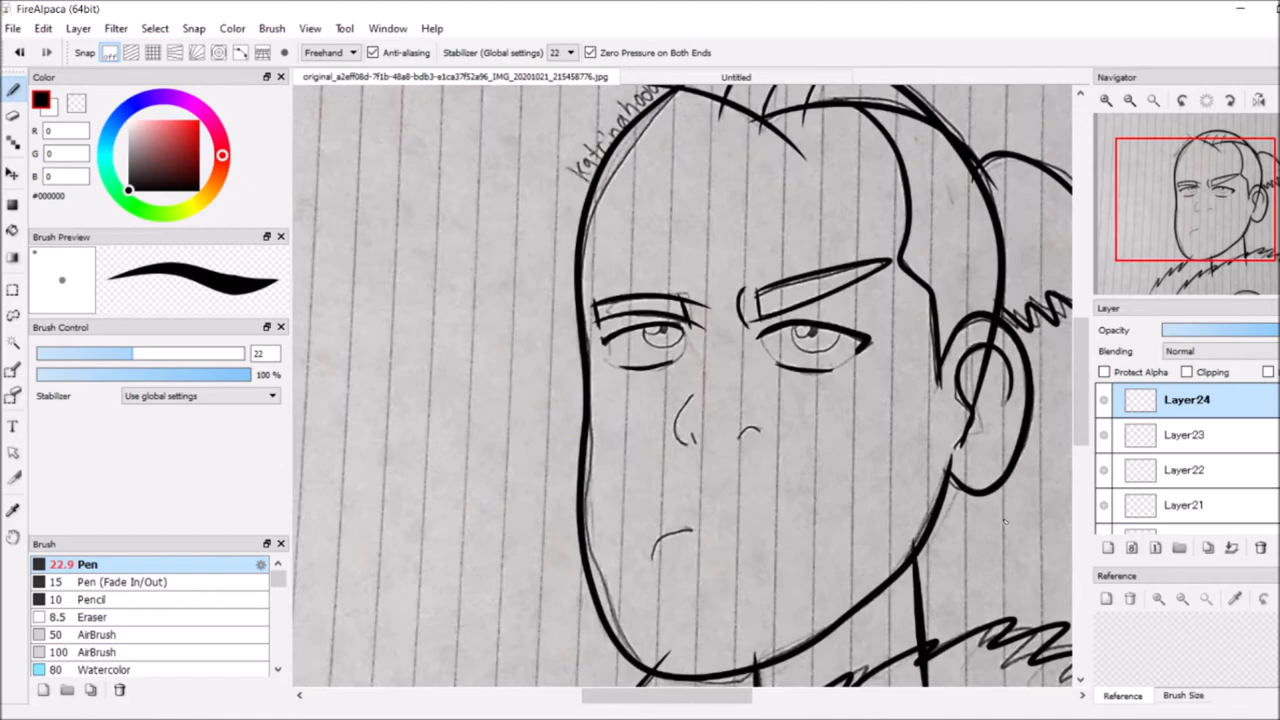 FireAlpaca (64bit)
File Edit Layer Filter Select Snap Color Brush View Tool Window Help
Snap off Freehand Anti-aliasing Stabilizer (Global settings) 22 Zero Pressure on Both Ends
Color
original_a2eff08d-7f1b-48a8-bdb3-e1ca37f52a96_IMG_20201021_215458776.jpg
Untitled
Navigator
R 0
G 0
B 0
#000000
Brush Preview
Brush Control
22
100 %
Stabilizer Use global settings
Brush
22.9 Pen
15 Pen (Fade In/Out)
10 Pencil
8.5 Eraser
50 AirBrush
100 AirBrush
80 Watercolor
Layer
Opacity
Blending Normal
Protect Alpha Clipping
Layer24
Layer23
Layer22
Layer21
Reference
Reference Brush Size